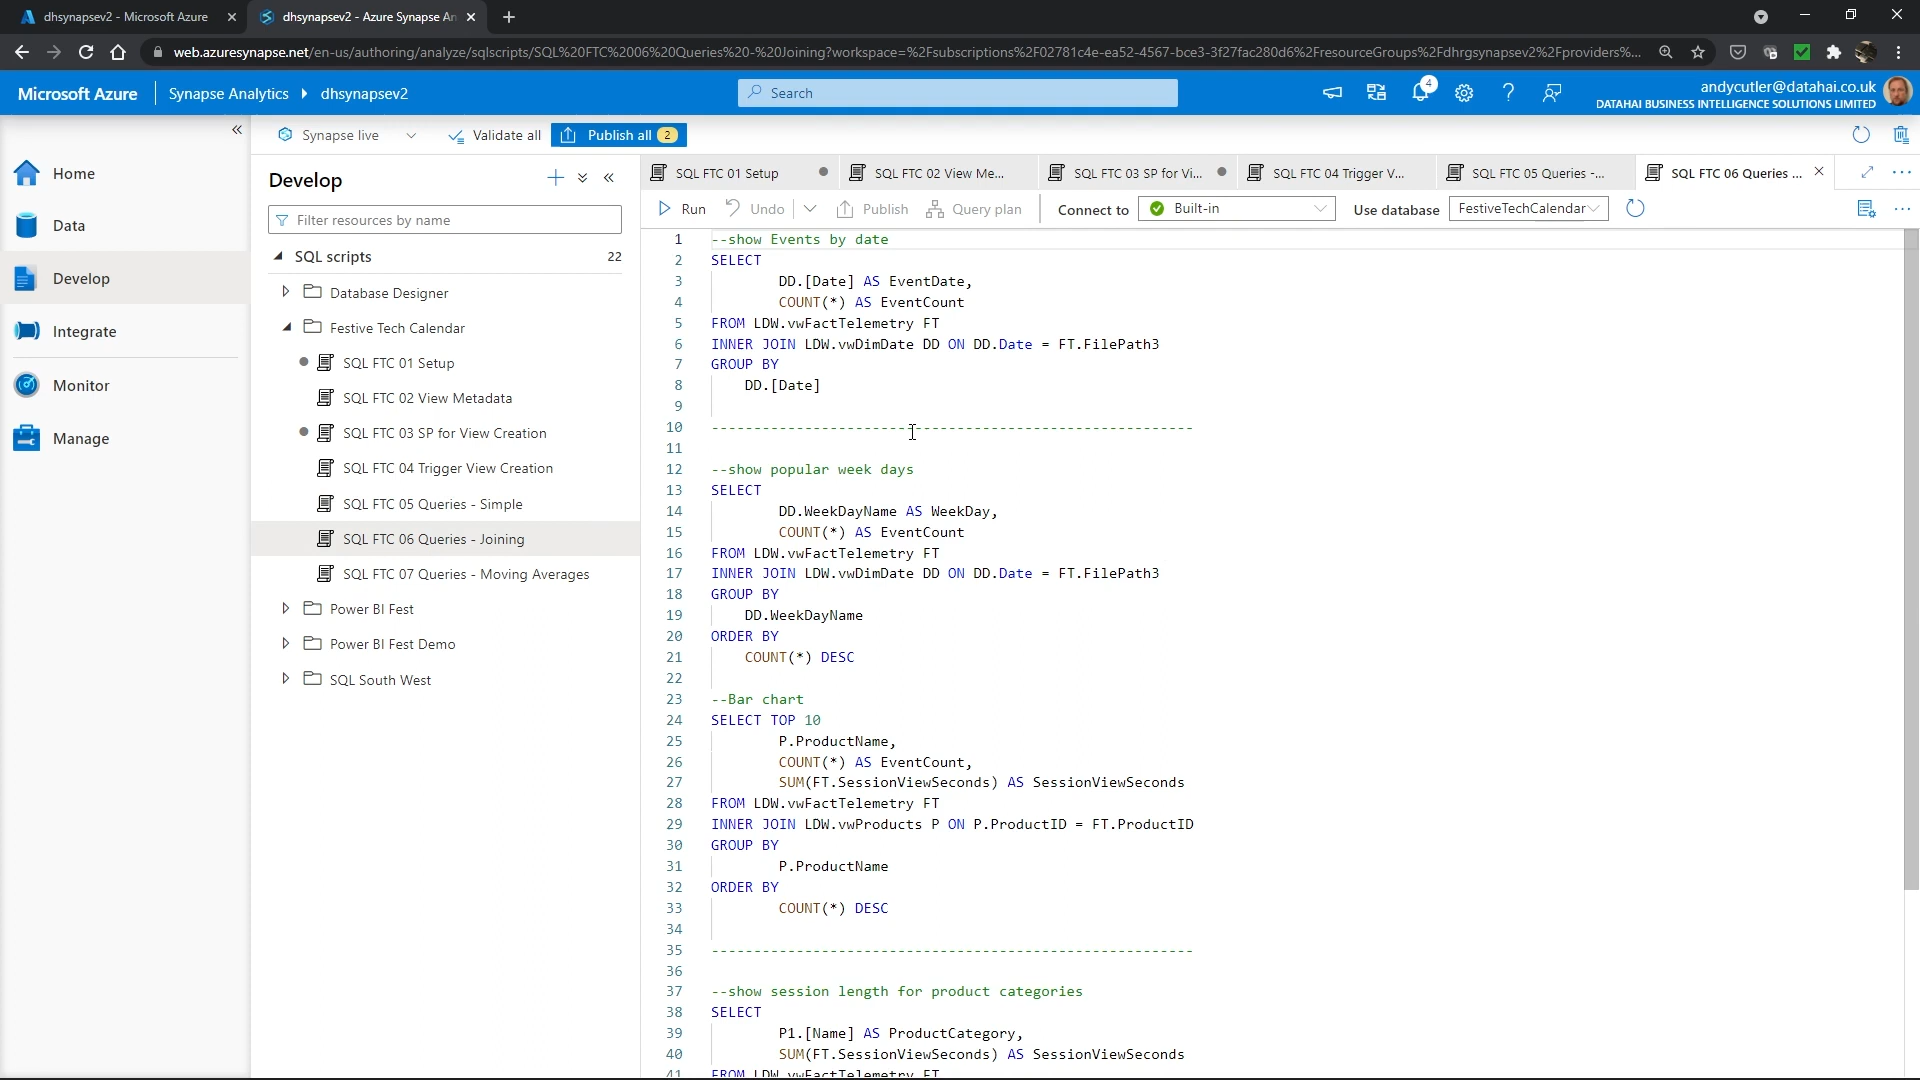 dhsynapsev2 - Microsoft Azure
dhsynapsev2 - Azure Synapse An
web.azuresynapse.net/en-us/authoring/analyze/sqlscripts/SQL%20FTC%2006%20Queries%20-%20Joining?workspace=%2Fsubscriptions%2F02781c4e-ea52-4567-bce3-3f27fac280d6%2FresourceGroups%2Fdhrgsynapsev2%2Fproviders%...
Microsoft Azure
Synapse Analytics
dhsynapsev2
Search
4
andycutler@datahai.co.uk
DATAHAI BUSINESS INTELLIGENCE SOLUTIONS LIMITED
Synapse live
Validate all
Publish all 2
Home
Data
Develop
Integrate
Monitor
Manage
Develop
Filter resources by name
SQL scripts 22
Database Designer
Festive Tech Calendar
SQL FTC 01 Setup
SQL FTC 02 View Metadata
SQL FTC 03 SP for View Creation
SQL FTC 04 Trigger View Creation
SQL FTC 05 Queries - Simple
SQL FTC 06 Queries - Joining
SQL FTC 07 Queries - Moving Averages
Power BI Fest
Power BI Fest Demo
SQL South West
SQL FTC 01 Setup
SQL FTC 02 View Me...
SQL FTC 03 SP for Vi...
SQL FTC 04 Trigger V...
SQL FTC 05 Queries -...
SQL FTC 06 Queries ...
Run Undo Publish Query plan Connect to Built-in Use database FestiveTechCalendar
1 --show Events by date
2 SELECT
3 DD.[Date] AS EventDate,
4 COUNT(*) AS EventCount
5 FROM LDW.vwFactTelemetry FT
6 INNER JOIN LDW.vwDimDate DD ON DD.Date = FT.FilePath3
7 GROUP BY
8 DD.[Date]
9
10 ---------------------------------------------------------
11
12 --show popular week days
13 SELECT
14 DD.WeekDayName AS WeekDay,
15 COUNT(*) AS EventCount
16 FROM LDW.vwFactTelemetry FT
17 INNER JOIN LDW.vwDimDate DD ON DD.Date = FT.FilePath3
18 GROUP BY
19 DD.WeekDayName
20 ORDER BY
21 COUNT(*) DESC
22
23 --Bar chart
24 SELECT TOP 10
25 P.ProductName,
26 COUNT(*) AS EventCount,
27 SUM(FT.SessionViewSeconds) AS SessionViewSeconds
28 FROM LDW.vwFactTelemetry FT
29 INNER JOIN LDW.vwProducts P ON P.ProductID = FT.ProductID
30 GROUP BY
31 P.ProductName
32 ORDER BY
33 COUNT(*) DESC
34
35 ---------------------------------------------------------
36
37 --show session length for product categories
38 SELECT
39 P1.[Name] AS ProductCategory,
40 SUM(FT.SessionViewSeconds) AS SessionViewSeconds
41 FROM LDW.vwFactTelemetry FT